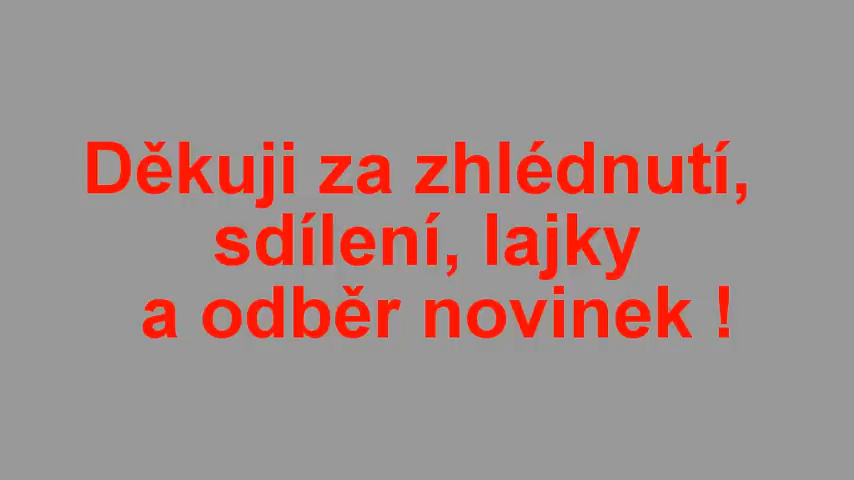 Děkuji za zhlédnutí,
sdílení, lajky
a odběr novinek !